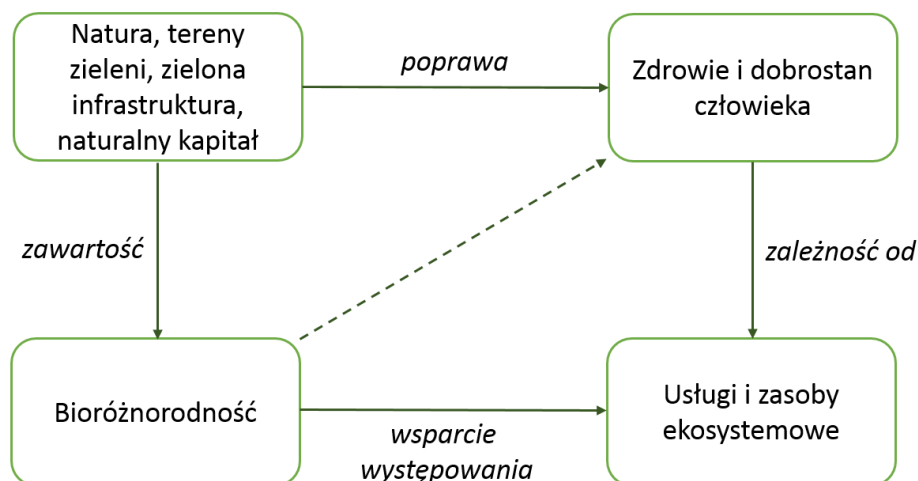 Natura, tereny
zieleni, zielona
infrastruktura,
naturalny kapitał
poprawa
Zdrowie i dobrostan
człowieka
zawartość
zależność od
Bioróżnorodność
wsparcie
występowania
Usługi i zasoby
ekosystemowe